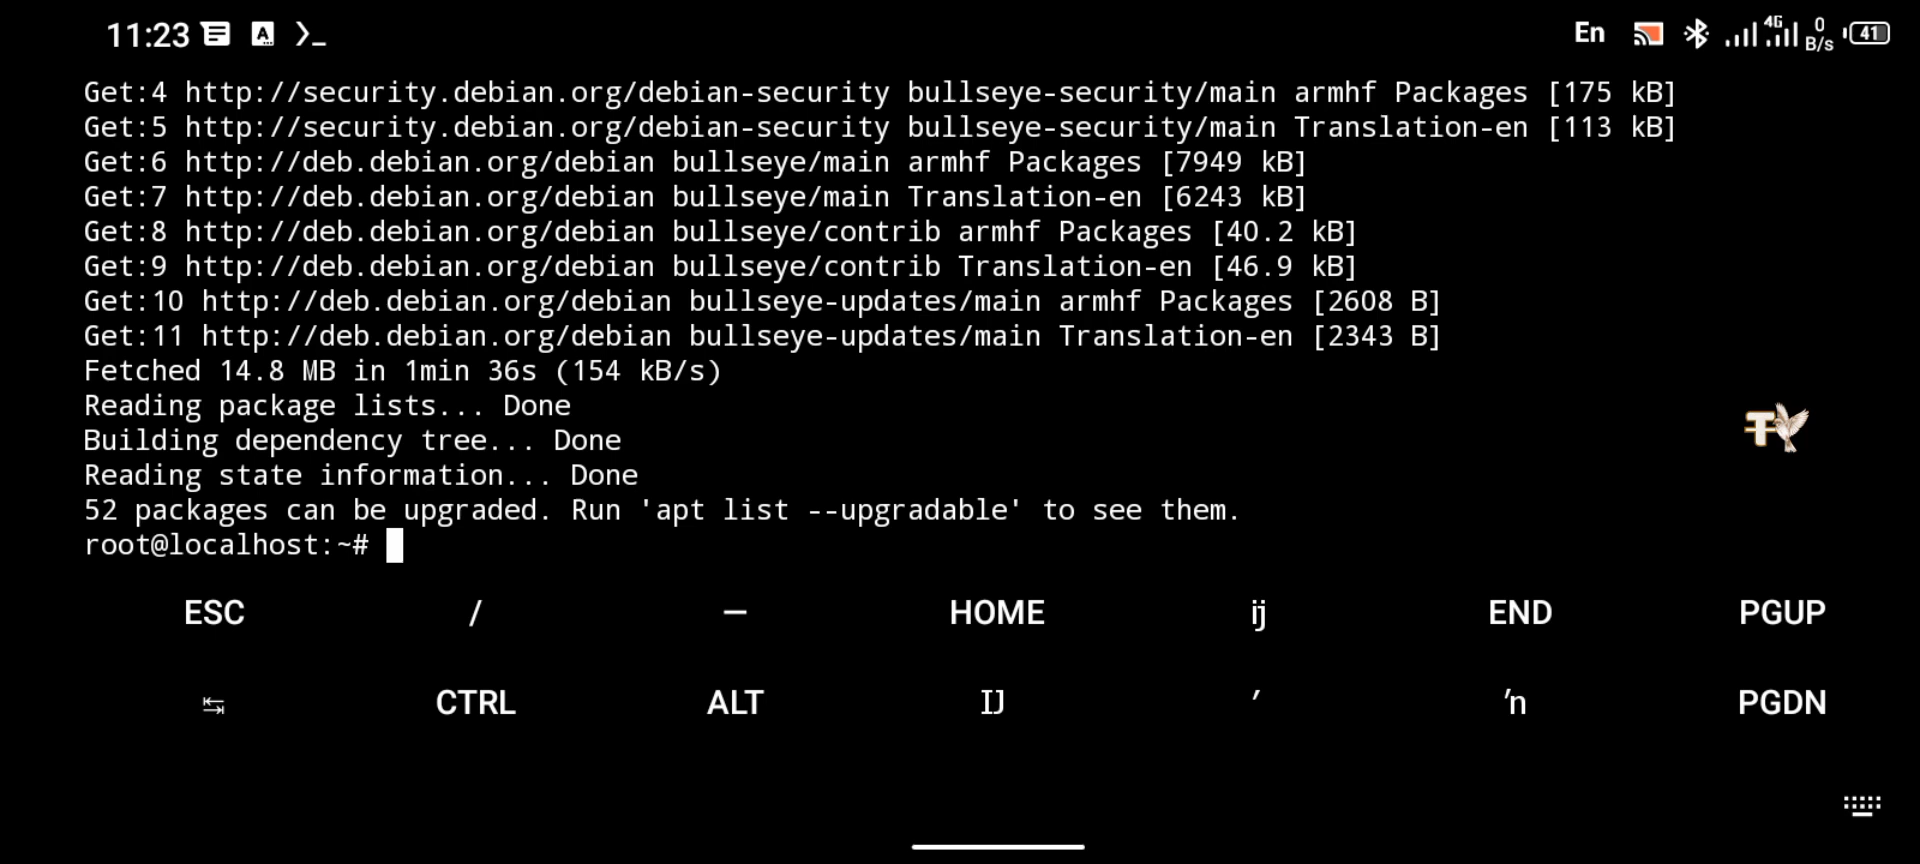 11:23 A >_ En 4G 0 B/s 41
Get:4 http://security.debian.org/debian-security bullseye-security/main armhf Packages [175 kB]
Get:5 http://security.debian.org/debian-security bullseye-security/main Translation-en [113 kB]
Get:6 http://deb.debian.org/debian bullseye/main armhf Packages [7949 kB]
Get:7 http://deb.debian.org/debian bullseye/main Translation-en [6243 kB]
Get:8 http://deb.debian.org/debian bullseye/contrib armhf Packages [40.2 kB]
Get:9 http://deb.debian.org/debian bullseye/contrib Translation-en [46.9 kB]
Get:10 http://deb.debian.org/debian bullseye-updates/main armhf Packages [2608 B]
Get:11 http://deb.debian.org/debian bullseye-updates/main Translation-en [2343 B]
Fetched 14.8 MB in 1min 36s (154 kB/s)
Reading package lists... Done
Building dependency tree... Done
Reading state information... Done
52 packages can be upgraded. Run 'apt list --upgradable' to see them.
root@localhost:~#
ESC / — HOME ij END PGUP
↹ CTRL ALT IJ ′ ŉ PGDN